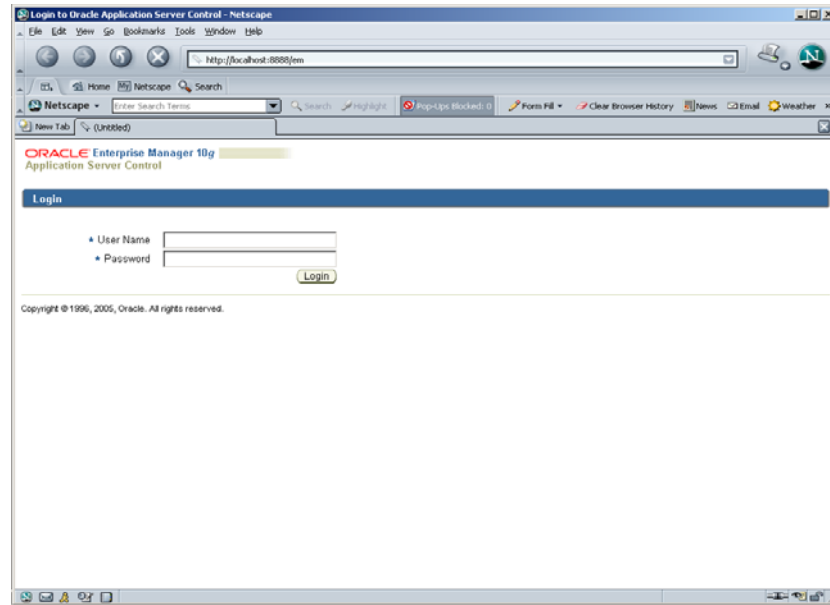 Login to Oracle Application Server Control - Netscape
File Edit View Go Bookmarks Tools Window Help
http://localhost:8888/em
Home My Netscape Search
Netscape Enter Search Terms Search Highlight Pop-Ups Blocked: 0 Form Fill Clear Browser History News Email Weather
New Tab (Untitled)
ORACLE Enterprise Manager 10g
Application Server Control
Login
* User Name
* Password
Login
Copyright © 1996, 2005, Oracle. All rights reserved.